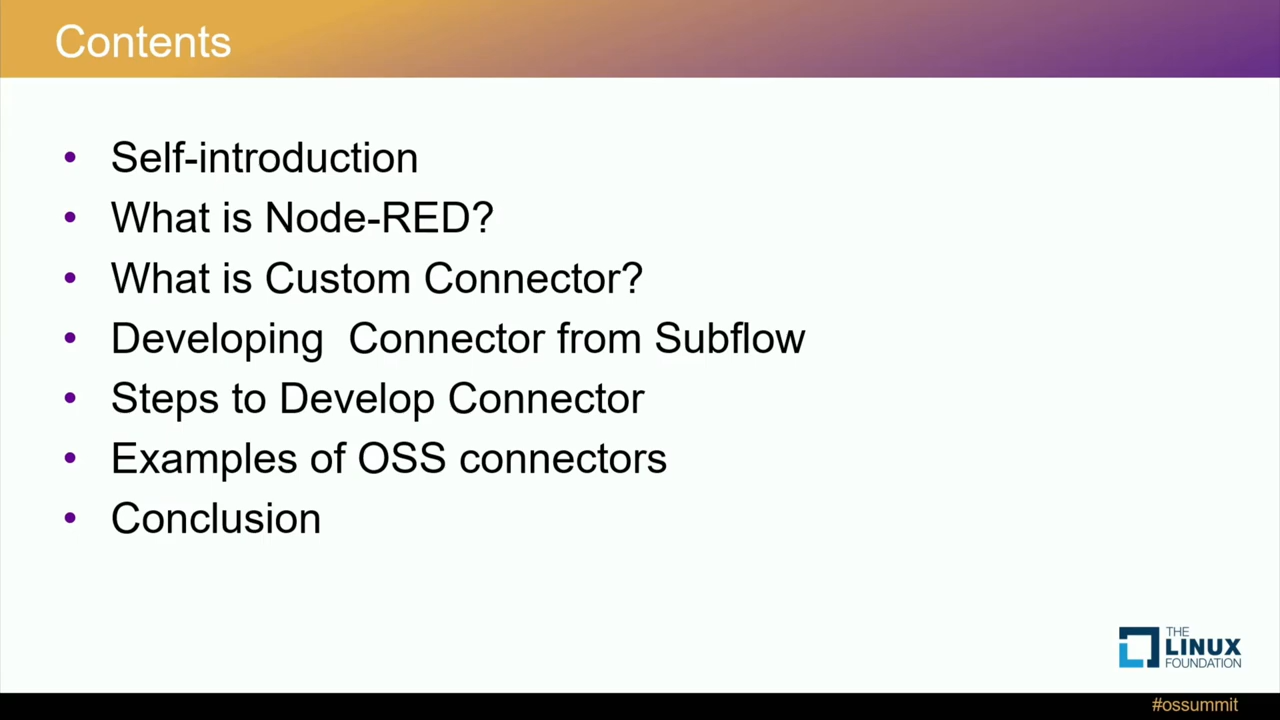 Contents
• Self-introduction
• What is Node-RED?
• What is Custom Connector?
• Developing  Connector from Subflow
• Steps to Develop Connector
• Examples of OSS connectors
• Conclusion
THE
LINUX
FOUNDATION
#ossummit